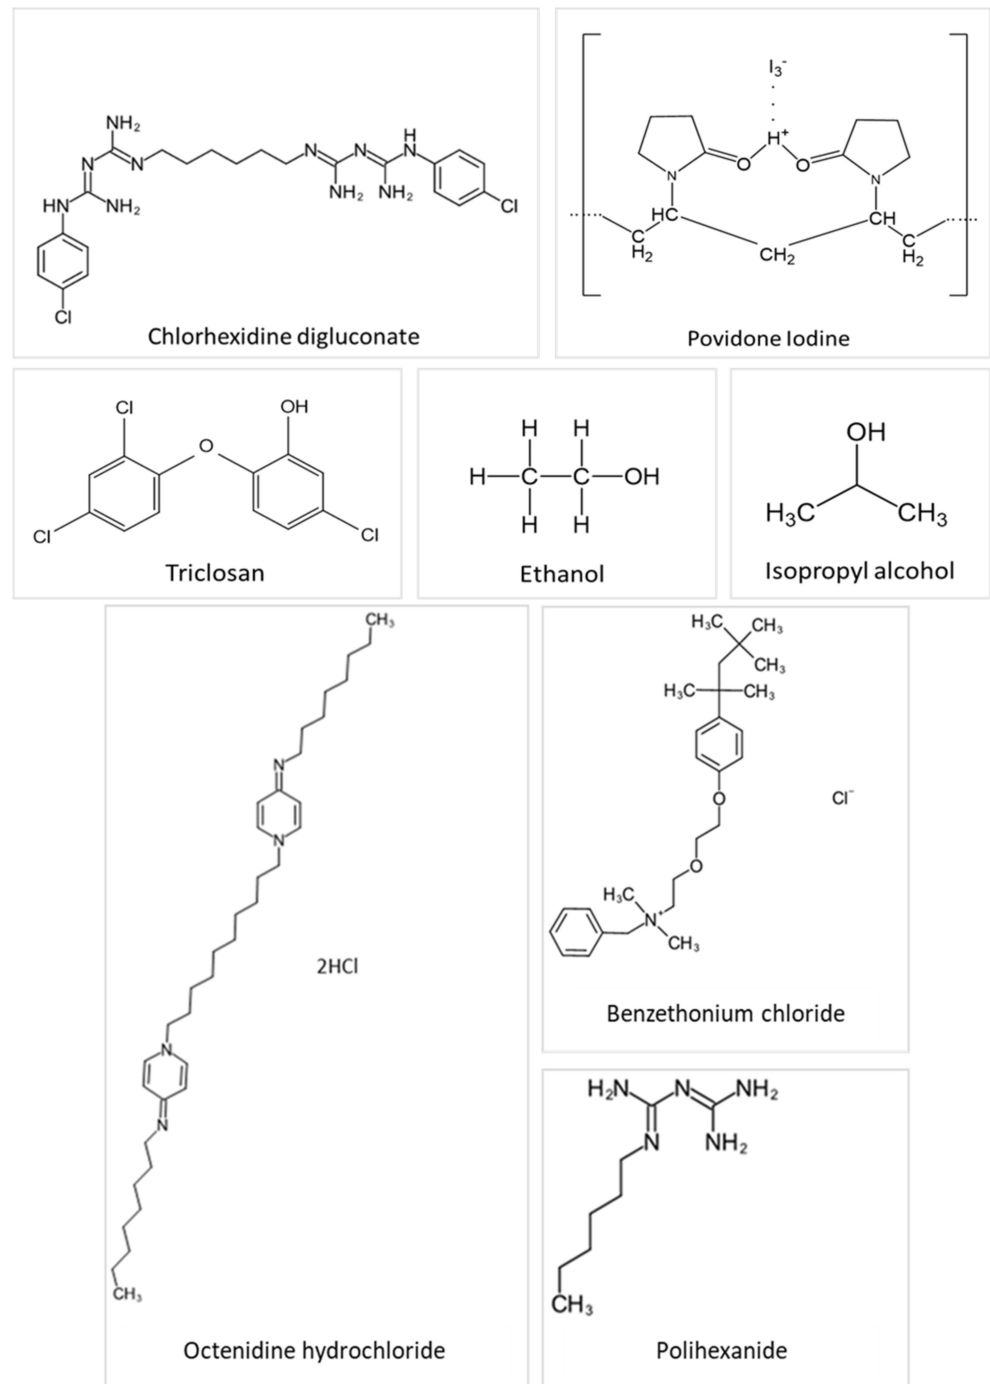 NH₂
N
N
N
N
H
N
HN
NH₂
NH₂
NH₂
Cl
Cl
Chlorhexidine digluconate
I₃⁻
H⁺
O
O
N
N
HC
CH
C
H₂
CH₂
C
H₂
Povidone Iodine
Cl
OH
O
Cl
Cl
Triclosan
H
H
H
C
C
OH
H
H
Ethanol
OH
H₃C
CH₃
Isopropyl alcohol
CH₃
N
N
2HCl
N
N
CH₃
Octenidine hydrochloride
H₃C
CH₃
CH₃
H₃C
CH₃
O
Cl⁻
O
H₃C
N⁺
CH₃
Benzethonium chloride
H₂N
N
NH₂
N
NH₂
CH₃
Polihexanide